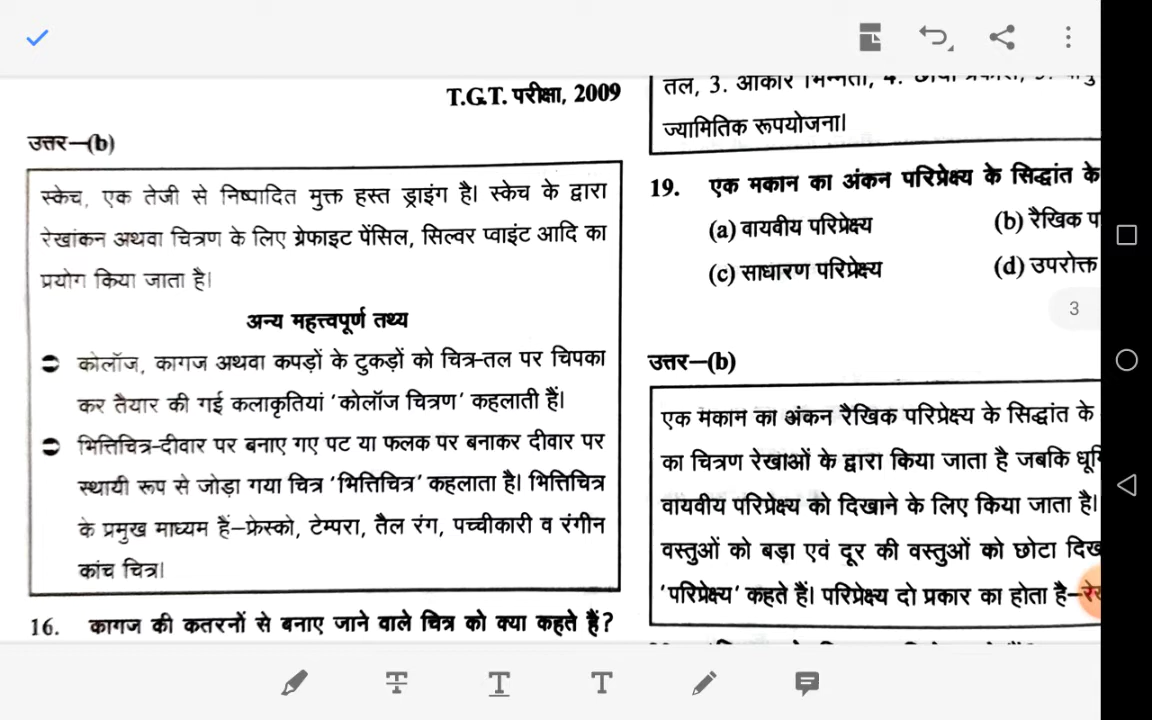 T.G.T. परीक्षा, 2009
उत्तर–(b)
स्केच, एक तेजी से निष्पादित मुक्त हस्त ड्राइंग है। स्केच के द्वारा
रेखांकन अथवा चित्रण के लिए ग्रेफाइट पेंसिल, सिल्वर प्वाइंट आदि का
प्रयोग किया जाता है।
अन्य महत्त्वपूर्ण तथ्य
कोलॉज, कागज अथवा कपड़ों के टुकड़ों को चित्र-तल पर चिपका
कर तैयार की गई कलाकृतियां 'कोलॉज चित्रण' कहलाती हैं।
भित्तिचित्र-दीवार पर बनाए गए पट या फलक पर बनाकर दीवार पर
स्थायी रूप से जोड़ा गया चित्र 'भित्तिचित्र' कहलाता है। भित्तिचित्र
के प्रमुख माध्यम हैं–फ्रेस्को, टेम्परा, तैल रंग, पच्चीकारी व रंगीन
कांच चित्र।
16. कागज की कतरनों से बनाए जाने वाले चित्र को क्या कहते हैं?
तल, 3. आकार भिन्नता, 4.
ज्यामितिक रूपयोजना।
19. एक मकान का अंकन परिप्रेक्ष्य के सिद्धांत के
(a) वायवीय परिप्रेक्ष्य (b) रैखिक प
(c) साधारण परिप्रेक्ष्य (d) उपरोक्त
3
उत्तर–(b)
एक मकान का अंकन रैखिक परिप्रेक्ष्य के सिद्धांत के
का चित्रण रेखाओं के द्वारा किया जाता है जबकि
वायवीय परिप्रेक्ष्य को दिखाने के लिए किया जाता है।
वस्तुओं को बड़ा एवं दूर की वस्तुओं को छोटा
'परिप्रेक्ष्य' कहते हैं। परिप्रेक्ष्य दो प्रकार का होता है–